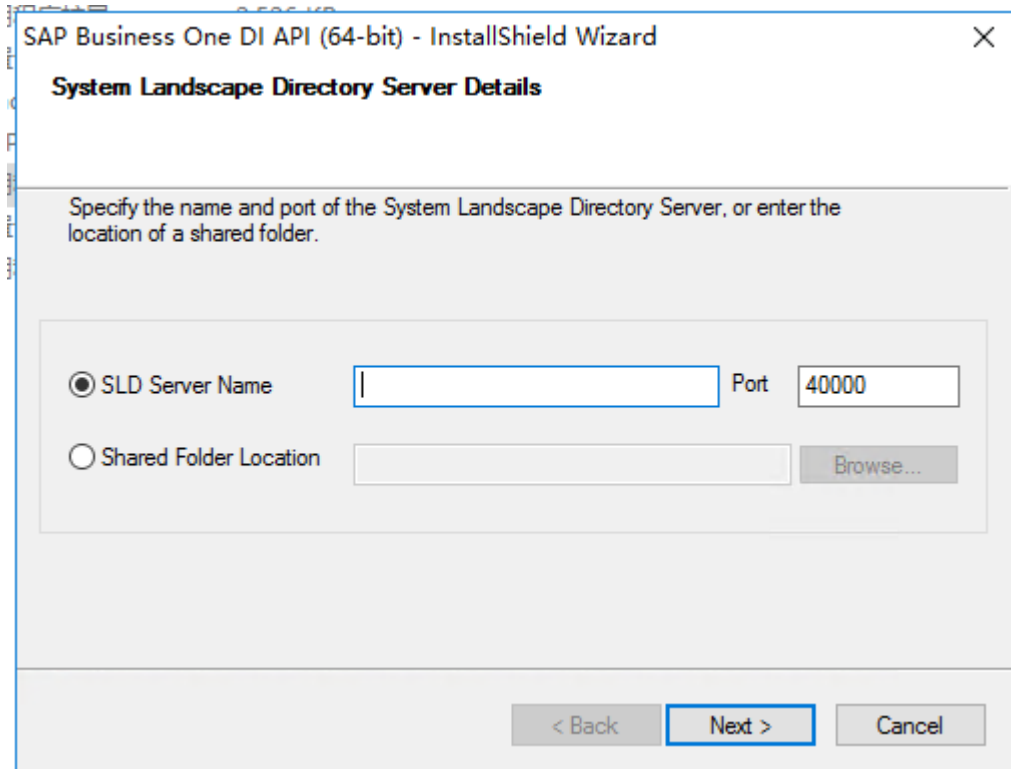 SAP Business One DI API (64-bit) - InstallShield Wizard
System Landscape Directory Server Details
Specify the name and port of the System Landscape Directory Server, or enter the
location of a shared folder.
SLD Server Name Port 40000
Shared Folder Location Browse...
< Back Next > Cancel